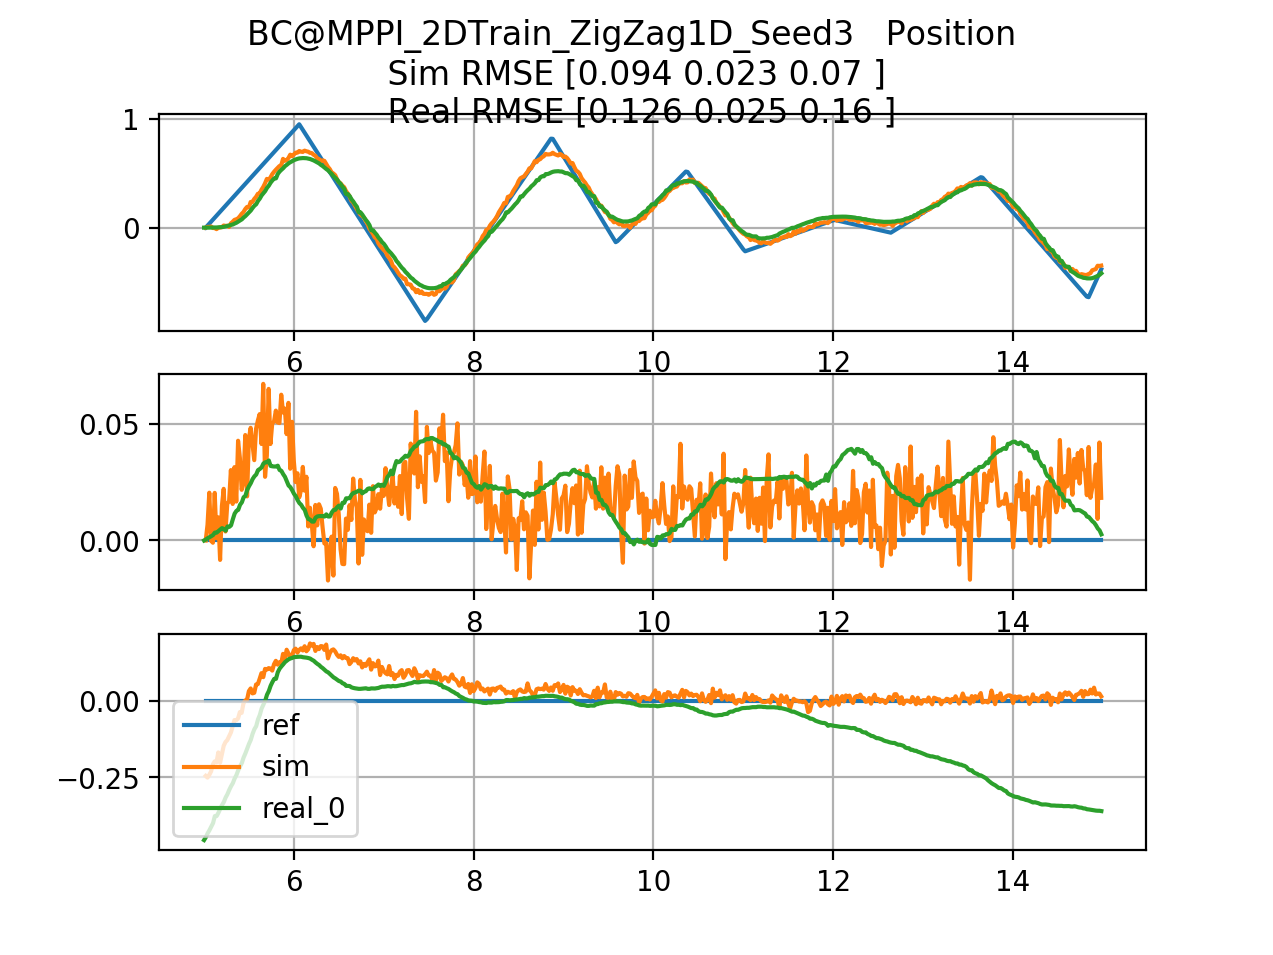 BC@MPPI_2DTrain_ZigZag1D_Seed3   Position
Sim RMSE [0.094 0.023 0.07 ]
Real RMSE [0.126 0.025 0.16 ]
1
0
6 8 10 12 14
0.05
0.00
6 8 10 12 14
0.00
−0.25
ref
sim
real_0
6 8 10 12 14